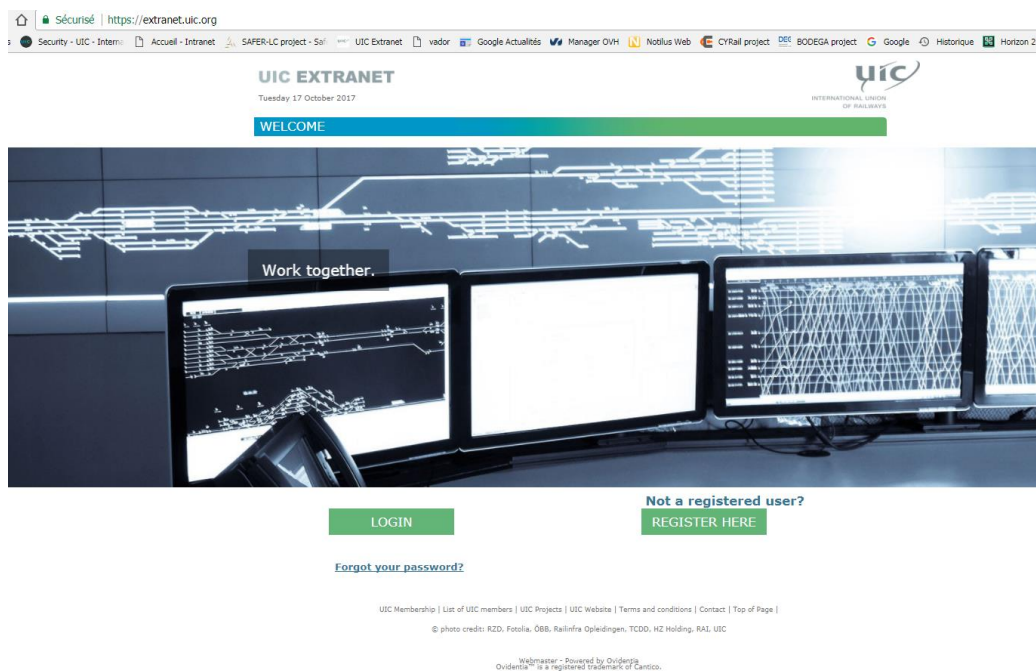 Sécurisé | https://extranet.uic.org
Security - UIC - Interna Accueil - Intranet SAFER-LC project - Saf UIC Extranet vador Google Actualités Manager OVH Notilus Web CYRail project BODEGA project Google Historique Horizon 2
UIC EXTRANET
Tuesday 17 October 2017
uic
INTERNATIONAL UNION
OF RAILWAYS
WELCOME
Work together.
Not a registered user?
LOGIN REGISTER HERE
Forgot your password?
UIC Membership | List of UIC members | UIC Projects | UIC Website | Terms and conditions | Contact | Top of Page |
© photo credit: RZD, Fotolia, ÖBB, Railinfra Opleidingen, TCDD, HZ Holding, RAI, UIC
Webmaster - Powered by Ovidentia
Ovidentia™ is a registered trademark of Cantico.